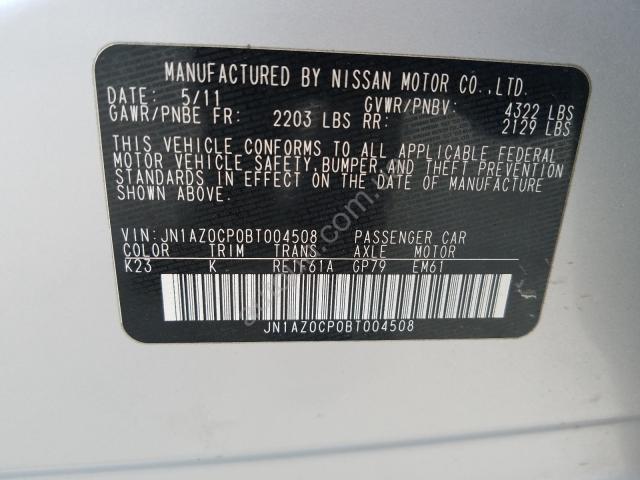 MANUFACTURED BY NISSAN MOTOR CO.,LTD.
DATE: 5/11 GVWR/PNBV: 4322 LBS
GAWR/PNBE FR: 2203 LBS RR: 2129 LBS
THIS VEHICLE CONFORMS TO ALL APPLICABLE FEDERAL
MOTOR VEHICLE SAFETY,BUMPER,AND THEFT PREVENTION
STANDARDS IN EFFECT ON THE DATE OF MANUFACTURE
SHOWN ABOVE.
VIN:JN1AZ0CP0BT004508 PASSENGER CAR
COLOR TRIM TRANS AXLE MOTOR
K23 K RE1F61A GP79 EM61
JN1AZ0CP0BT004508